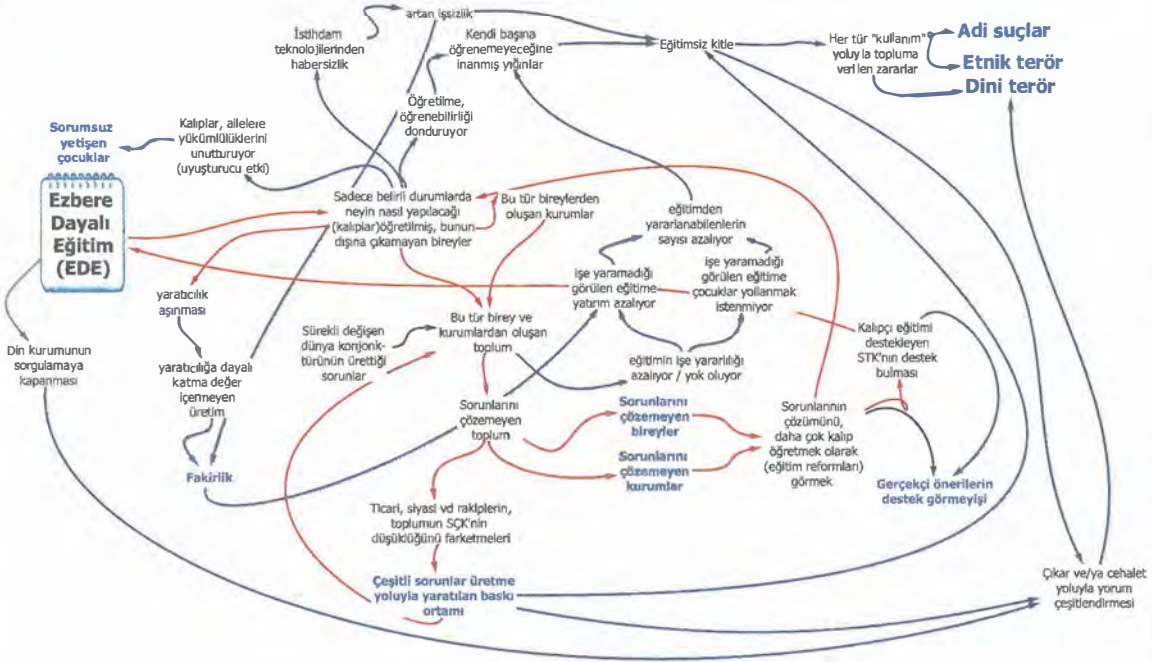 İstihdam
teknolojilerinden
habersizlik
artan işsizlik
Kendi başına
öğrenemeyeceğine
inanmış yığınlar
Eğitimsiz kitle
Her tür "kullanım"
yoluyla topluma
verilen zararlar
Adi suçlar
Etnik terör
Dini terör
Öğretilme,
öğrenebilirliği
donduruyor
Sorumsuz
yetişen
çocuklar
Kalıplar, ailelere
yükümlülüklerini
unutturuyor
(uyuşturucu etki)
Ezbere
Dayalı
Eğitim
(EDE)
Sadece belirli durumlarda
neyin nasıl yapılacağı
(kalıplar)öğretilmiş, bunun
dışına çıkamayan bireyler
Bu tür bireylerden
oluşan kurumlar
eğitimden
yararlanabilenlerin
sayısı azalıyor
işe yaramadığı
görülen eğitime
yatırım azalıyor
işe yaramadığı
görülen eğitime
çocuklar yollanmak
istenmiyor
yaratıcılık
aşınması
Sürekli değişen
dünya konjonk-
türünün ürettiği
sorunlar
Bu tür birey ve
kurumlardan oluşan
toplum
Kalıpçı eğitimi
destekleyen
STK'nın destek
bulması
Din kurumunun
sorgulamaya
kapanması
yaratıcılığa dayalı
katma değer
içermeyen
üretim
eğitimin işe yararlılığı
azalıyor / yok oluyor
Sorunlarını
çözemeyen
toplum
Sorunlarını
çözemeyen
bireyler
Sorunlarını
çözemeyen
kurumlar
Sorunlarının
çözümünü,
daha çok kalıp
öğretmek olarak
(eğitim reformları)
görmek
Fakirlik
Gerçekçi önerilerin
destek görmeyişi
Ticari, siyasi vd rakiplerin,
toplumun SÇK'nin
düşüklüğünü farketmeleri
Çeşitli sorunlar üretme
yoluyla yaratılan baskı
ortamı
Çıkar ve/ya cehalet
yoluyla yorum
çeşitlendirmesi